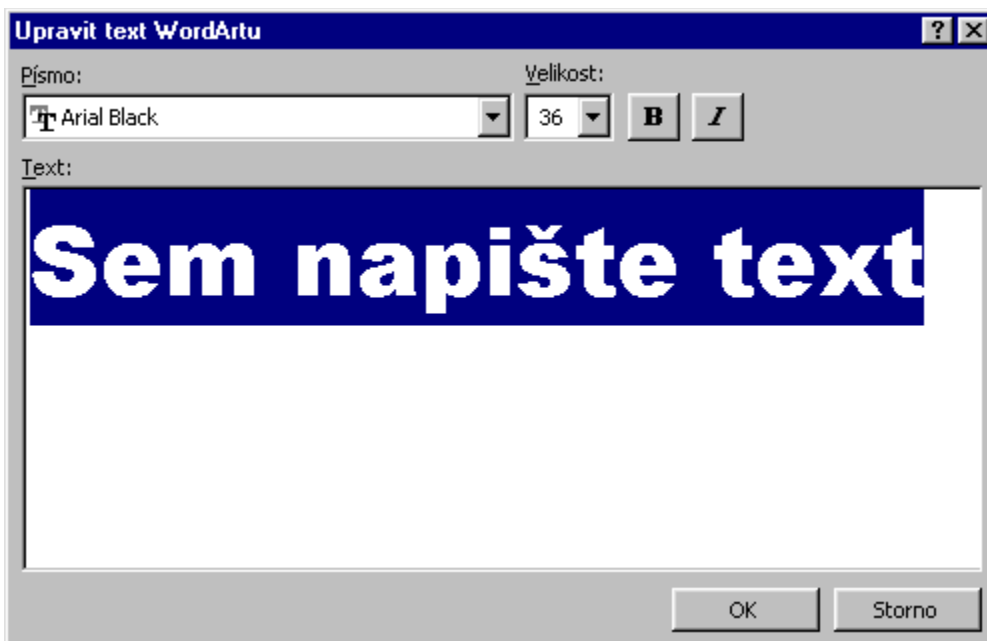 Upravit text WordArtu
Písmo: Velikost:
Arial Black 36 B I
Text:
Sem napište text
OK Storno